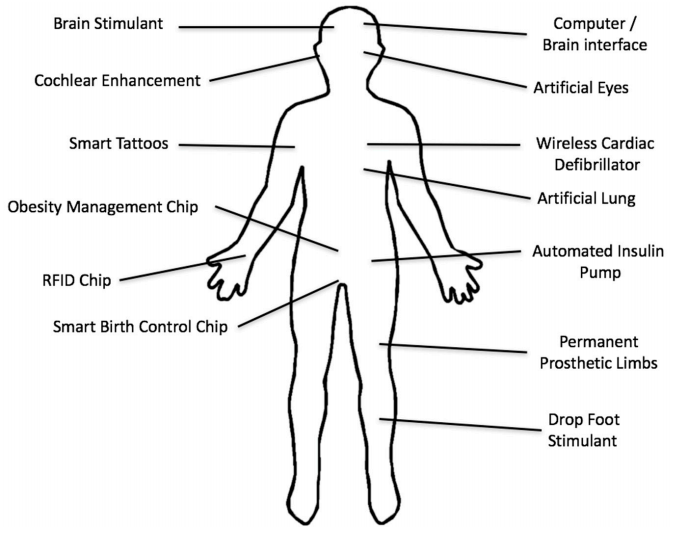 Brain Stimulant
Cochlear Enhancement
Smart Tattoos
Obesity Management Chip
RFID Chip
Smart Birth Control Chip
Computer /
Brain interface
Artificial Eyes
Wireless Cardiac
Defibrillator
Artificial Lung
Automated Insulin
Pump
Permanent
Prosthetic Limbs
Drop Foot
Stimulant